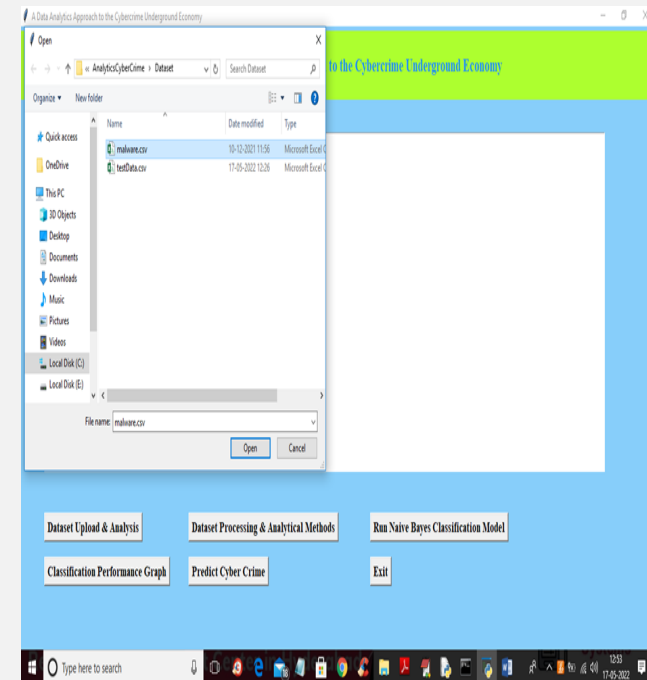 A Data Analytics Approach to the Cybercrime Underground Economy
Open
« AnalyticsCyberCrime › Dataset
Search Dataset
to the Cybercrime Underground Economy
Organize
New folder
Name
Date modified
Type
Quick access
malware.csv
10-12-2021 11:56
Microsoft Excel C
testData.csv
17-05-2022 12:26
Microsoft Excel C
OneDrive
This PC
3D Objects
Desktop
Documents
Downloads
Music
Pictures
Videos
Local Disk (C:)
Local Disk (E:)
File name: malware.csv
Open
Cancel
Dataset Upload & Analysis
Dataset Processing & Analytical Methods
Run Naive Bayes Classification Model
Classification Performance Graph
Predict Cyber Crime
Exit
Type here to search
12:53
17-05-2022